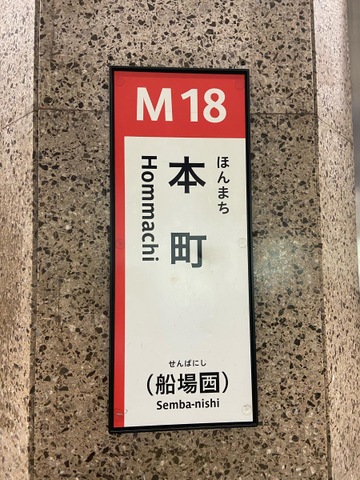 M18
ほんまち
本町
Hommachi
せんばにし
（船場西）
Semba-nishi